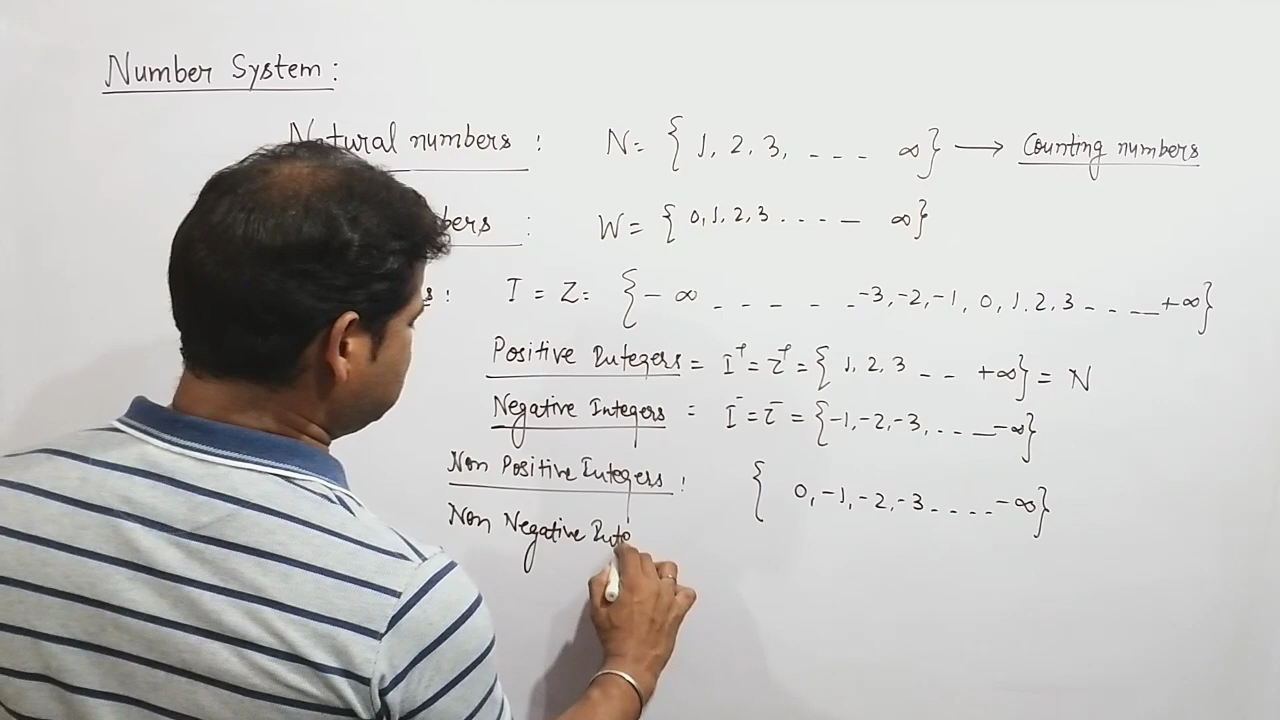 Number System :
Natural numbers : N = { 1, 2, 3, - - - ∞ } → Counting numbers
: W = { 0, 1, 2, 3 . - - - ∞ }
: I = Z = { - ∞ - - - - - -3, -2, -1, 0, 1, 2, 3 - - - +∞ }
Positive Integers = I⁺ = Z⁺ = { 1, 2, 3 - - +∞ } = N
Negative Integers = I⁻ = Z⁻ = { -1, -2, -3, - - - -∞ }
Non Positive Integers : { 0, -1, -2, -3 - - - - -∞ }
Non Negative